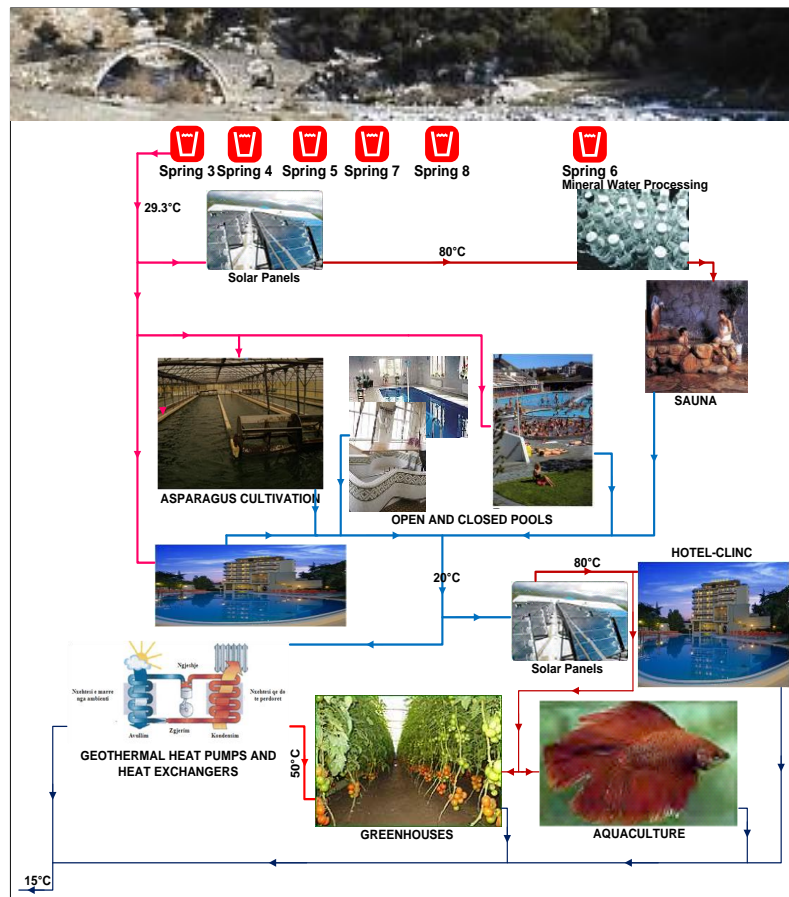 Spring 3 Spring 4 Spring 5 Spring 7 Spring 8 Spring 6
Mineral Water Processing
29.3°C
80°C
Solar Panels
SAUNA
ASPARAGUS CULTIVATION
OPEN AND CLOSED POOLS
HOTEL-CLINC
80°C
20°C
Solar Panels
Ngjeshje
Nxehtesi e marre
nga ambienti
Nxehtesi qe do
te perdoret
Zgjerim
Avullim
Kondensim
GEOTHERMAL HEAT PUMPS AND
HEAT EXCHANGERS
50°C
GREENHOUSES
AQUACULTURE
15°C